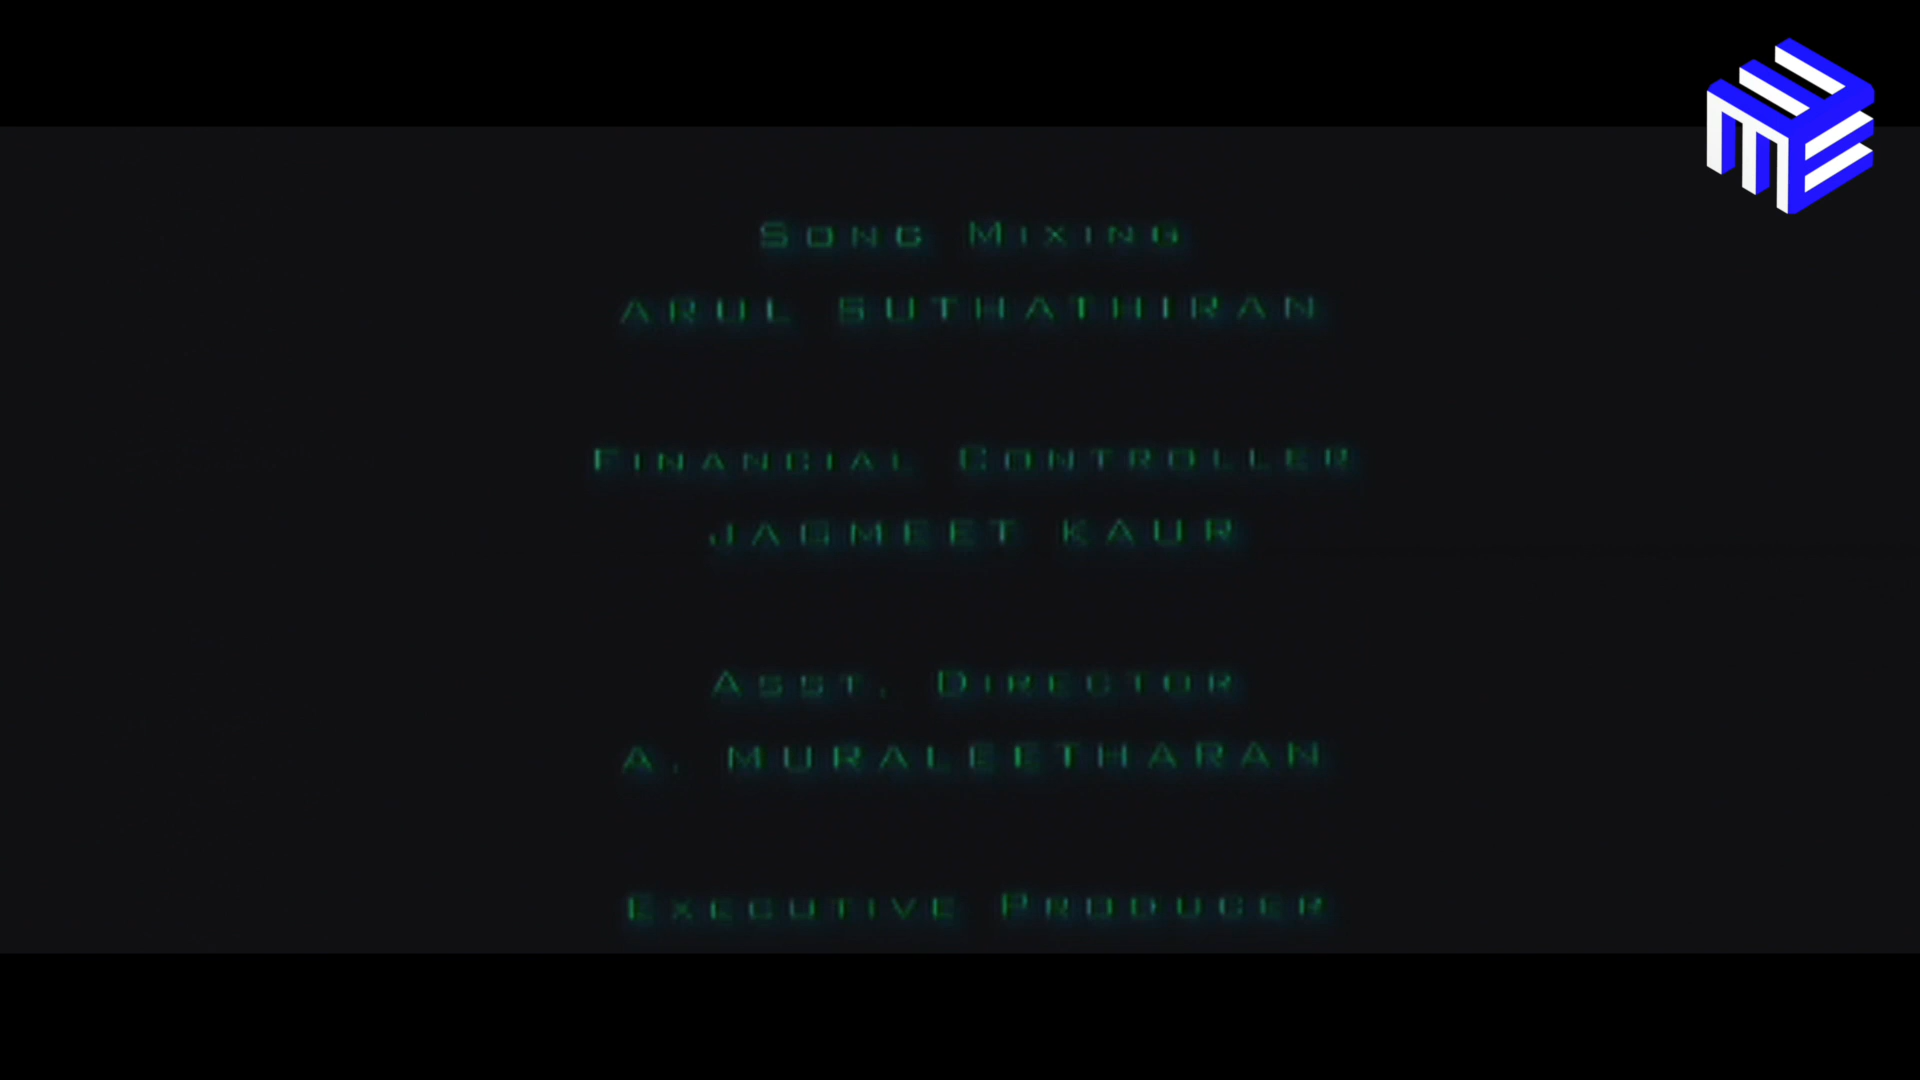 Song Mixing
ARUL SUTHATHIRAN
Financial Controller
JAGMEET KAUR
Asst. Director
A. MURALEETHARAN
Executive Producer